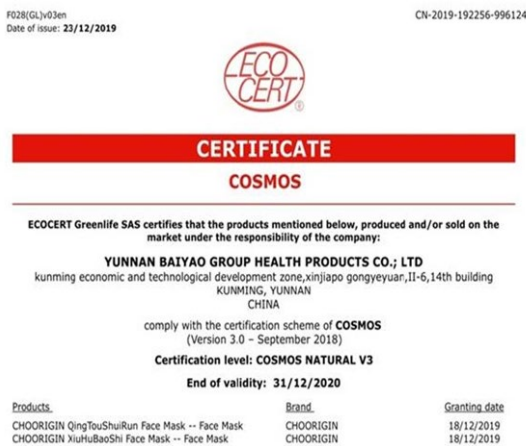 F028(GL)v03en
CN-2019-192256-996124
Date of issue: 23/12/2019
ECO
CERT
®
CERTIFICATE
COSMOS
ECOCERT Greenlife SAS certifies that the products mentioned below, produced and/or sold on the
market under the responsibility of the company:
YUNNAN BAIYAO GROUP HEALTH PRODUCTS CO.; LTD
kunming economic and technological development zone,xinjiapo gongyeyuan,II-6,14th building
KUNMING, YUNNAN
CHINA
comply with the certification scheme of COSMOS
(Version 3.0 – September 2018)
Certification level: COSMOS NATURAL V3
End of validity: 31/12/2020
Products Brand Granting date
CHOORIGIN QingTouShuiRun Face Mask -- Face Mask CHOORIGIN 18/12/2019
CHOORIGIN XiuHuBaoShi Face Mask -- Face Mask CHOORIGIN 18/12/2019